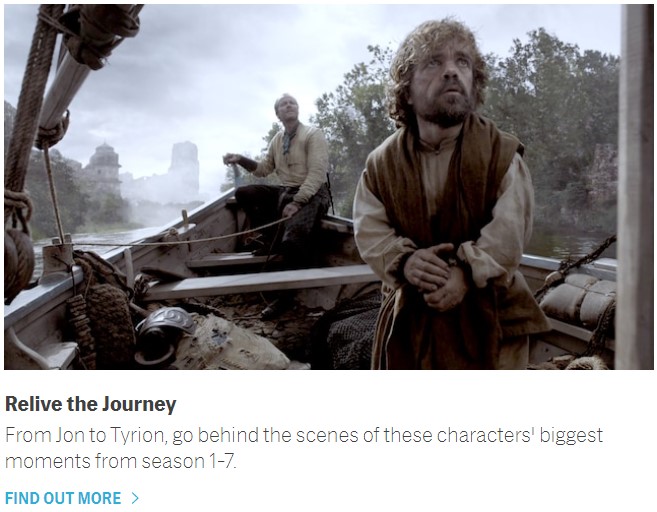 Relive the Journey
From Jon to Tyrion, go behind the scenes of these characters' biggest
moments from season 1-7.
FIND OUT MORE >